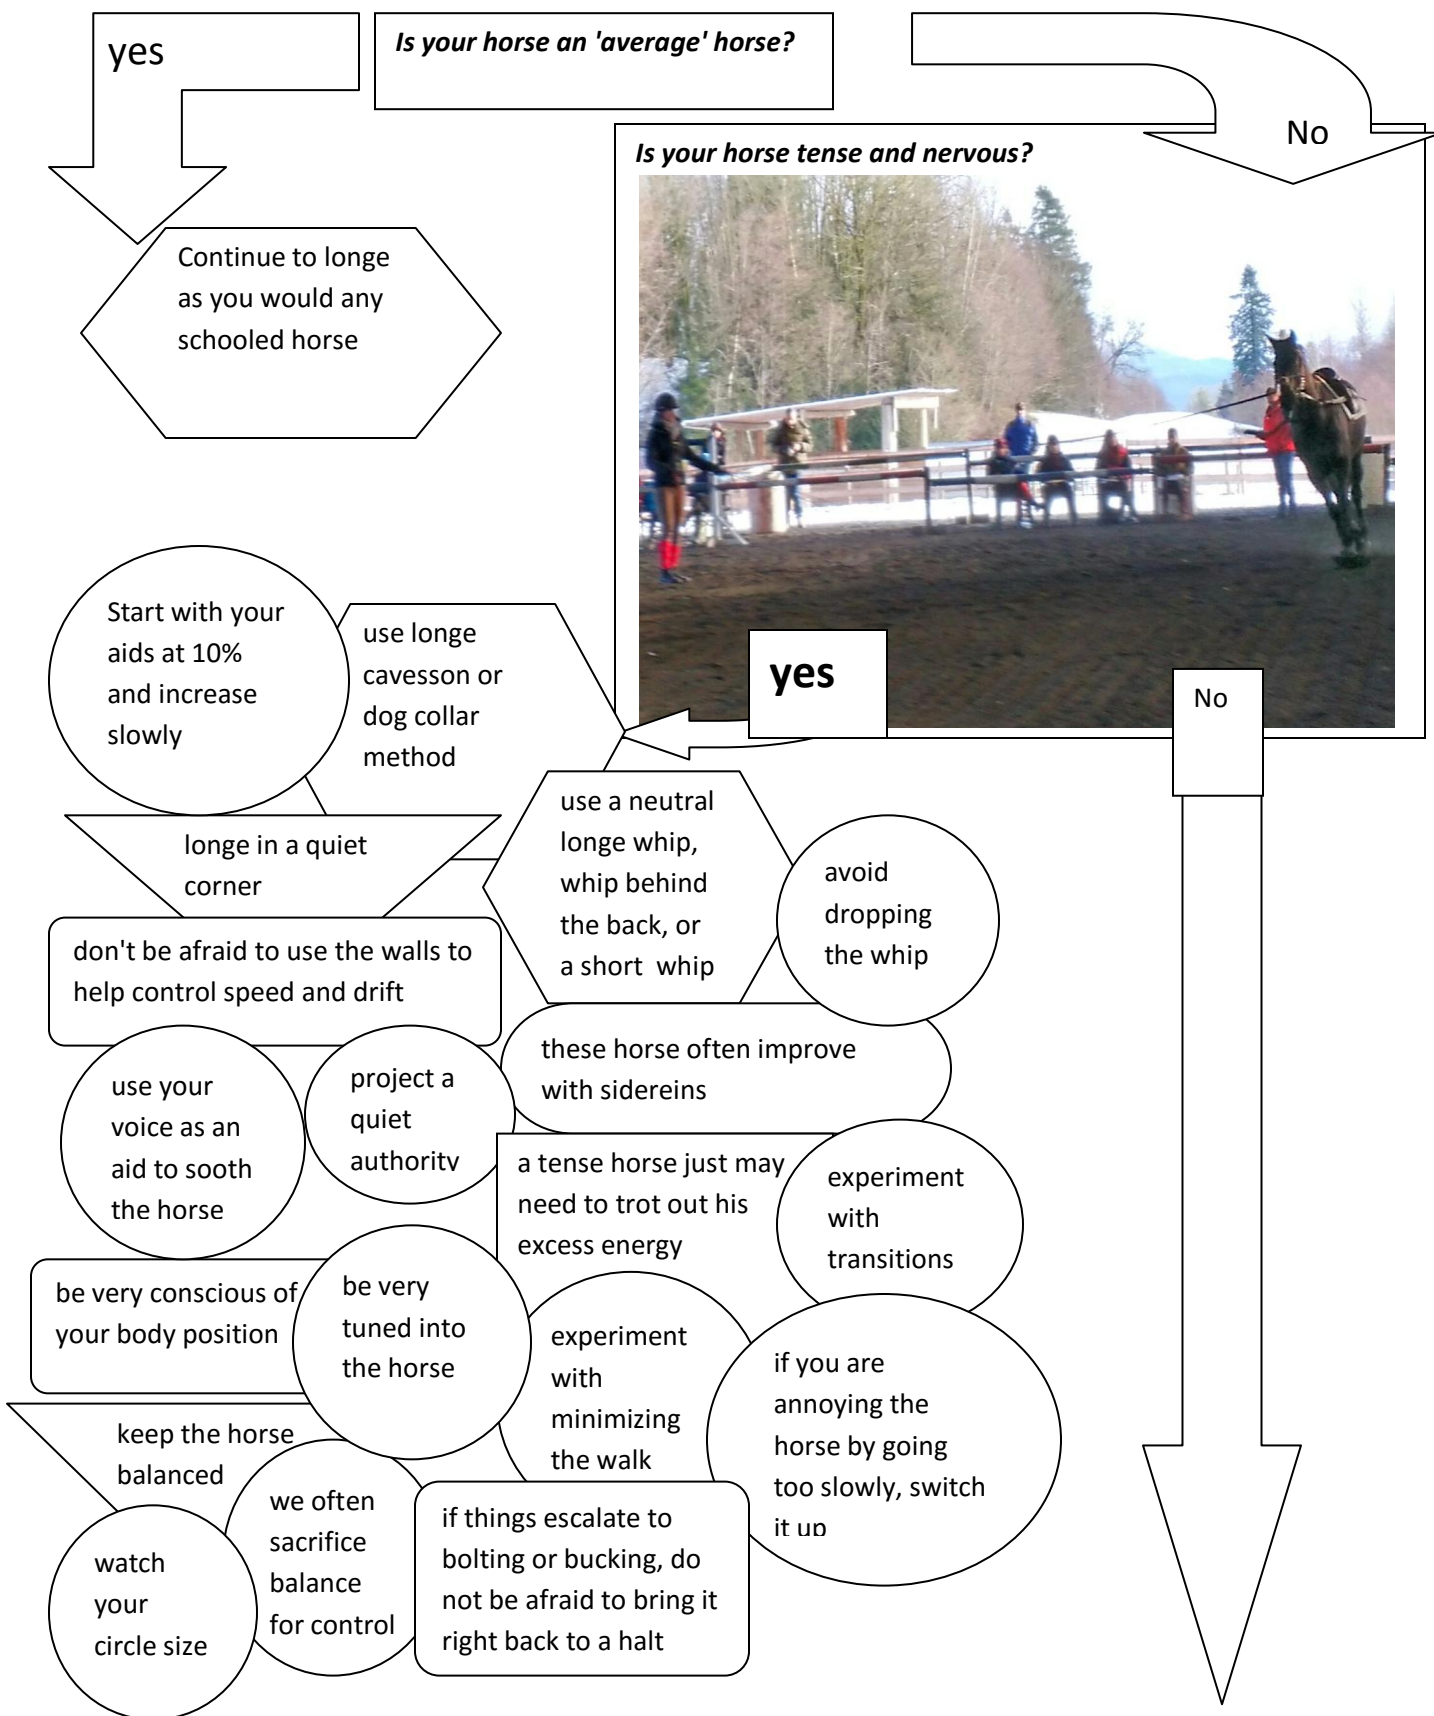 yes
Is your horse an 'average' horse?
No
Is your horse tense and nervous?
Continue to longe
as you would any
schooled horse
yes
No
Start with your
aids at 10%
and increase
slowly
use longe
cavesson or
dog collar
method
use a neutral
longe whip,
whip behind
the back, or
a short whip
avoid
dropping
the whip
longe in a quiet
corner
don't be afraid to use the walls to
help control speed and drift
these horse often improve
with sidereins
use your
voice as an
aid to sooth
the horse
project a
quiet
authority
a tense horse just may
need to trot out his
excess energy
experiment
with
transitions
be very conscious of
your body position
be very
tuned into
the horse
experiment
with
minimizing
the walk
if you are
annoying the
horse by going
too slowly, switch
it up
keep the horse
balanced
we often
sacrifice
balance
for control
if things escalate to
bolting or bucking, do
not be afraid to bring it
right back to a halt
watch
your
circle size